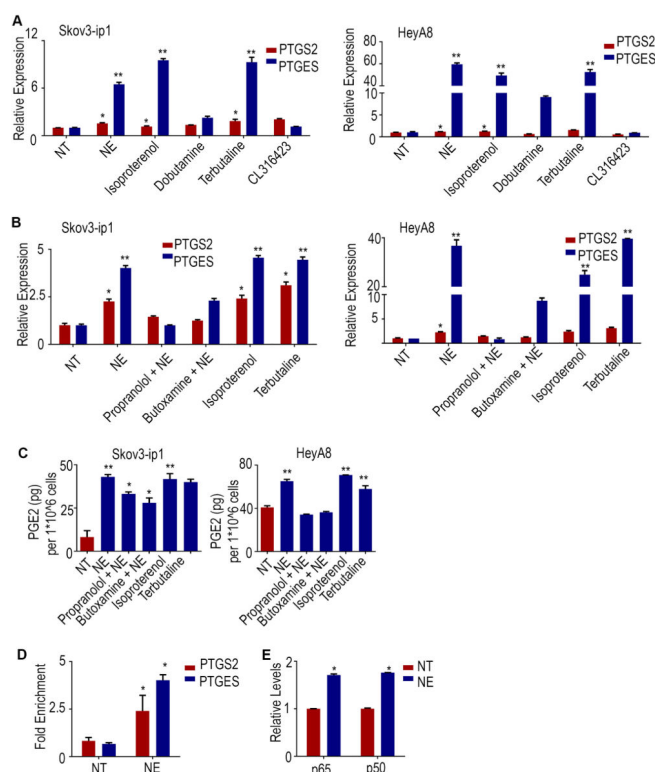 A
Skov3-ip1
PTGS2
PTGES
Relative Expression
12
6
0
* ** * ** * **
NT
NE
Isoproterenol
Dobutamine
Terbutaline
CL316423
HeyA8
PTGS2
PTGES
Relative Expression
80
60
40
20
10
5
0
* ** * ** **
NT
NE
Isoproterenol
Dobutamine
Terbutaline
CL316423
B
Skov3-ip1
PTGS2
PTGES
Relative Expression
5
2.5
0
* ** * ** * **
NT
NE
Propranolol + NE
Butoxamine + NE
Isoproterenol
Terbutaline
HeyA8
PTGS2
PTGES
Relative Expression
40
20
10
5
0
* ** ** **
NT
NE
Propranolol + NE
Butoxamine + NE
Isoproterenol
Terbutaline
C
Skov3-ip1
PGE2 (pg)
per 1*10^6 cells
60
30
0
** * * **
NT
NE
Propranolol + NE
Butoxamine + NE
Isoproterenol
Terbutaline
HeyA8
PGE2 (pg)
per 1*10^6 cells
80
40
0
** ** **
NT
NE
Propranolol + NE
Butoxamine + NE
Isoproterenol
Terbutaline
D
PTGS2
PTGES
Fold Enrichment
5
2.5
0
* *
NT
NE
E
NT
NE
Relative Levels
2
1
0
* *
p65
p50